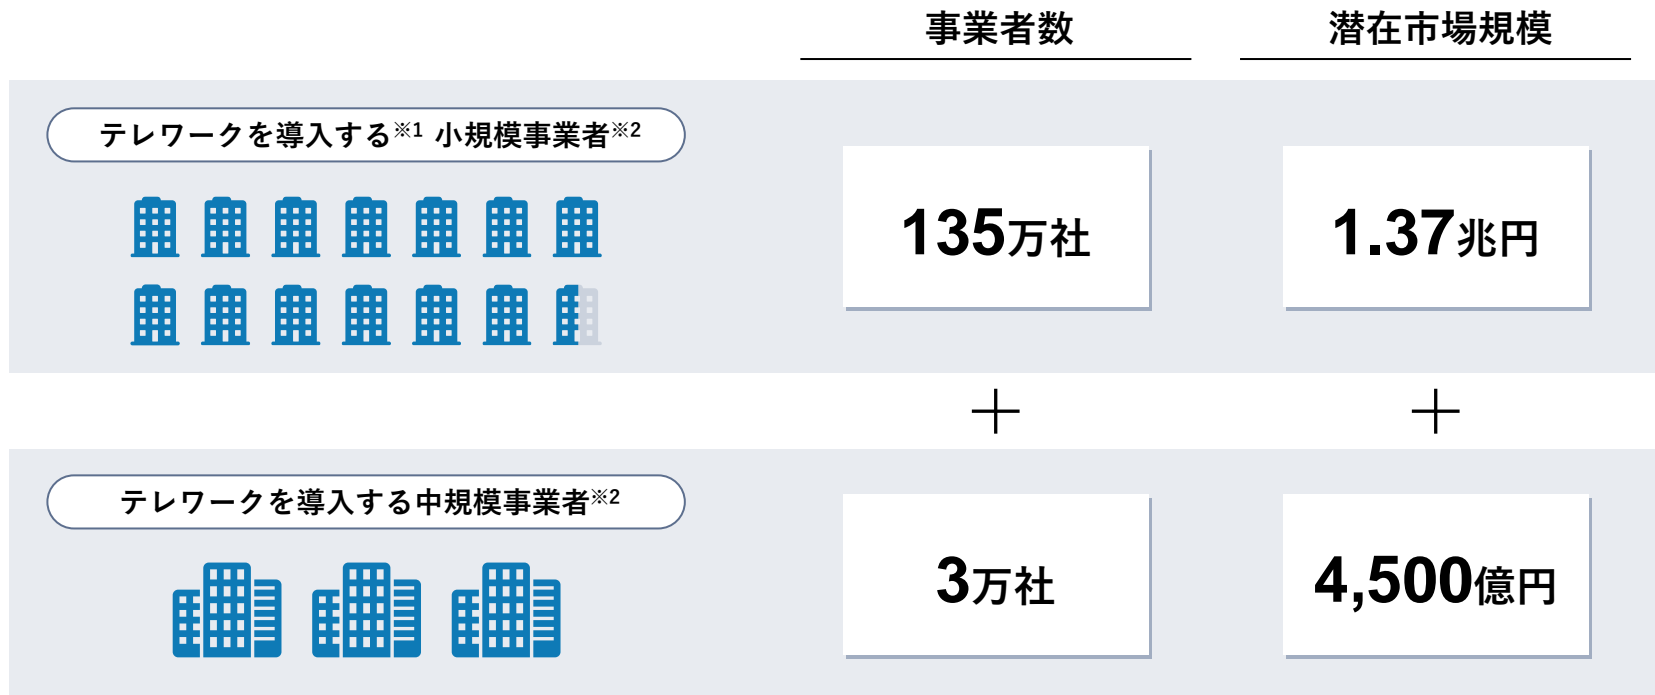 事業者数
潜在市場規模
テレワークを導入する※1 小規模事業者※2
135万社
1.37兆円
+
+
テレワークを導入する中規模事業者※2
3万社
4,500億円